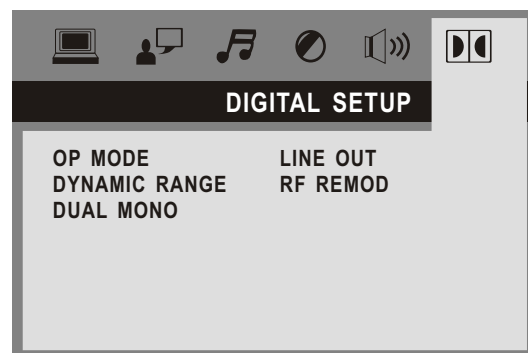 DIGITAL SETUP
OP MODE LINE OUT
DYNAMIC RANGE RF REMOD
DUAL MONO